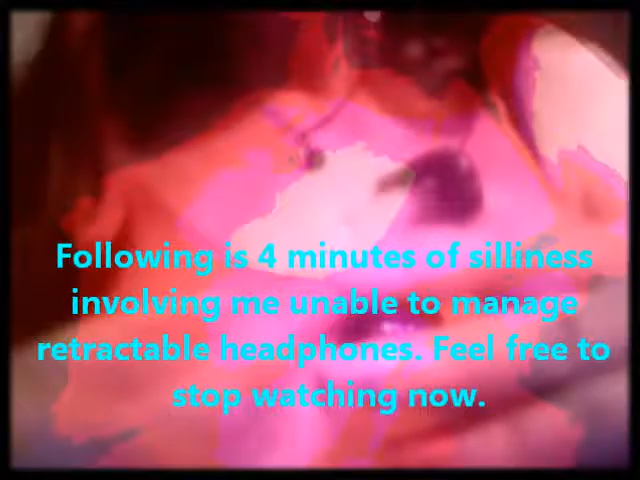 Following is 4 minutes of silliness
involving me unable to manage
retractable headphones. Feel free to
stop watching now.